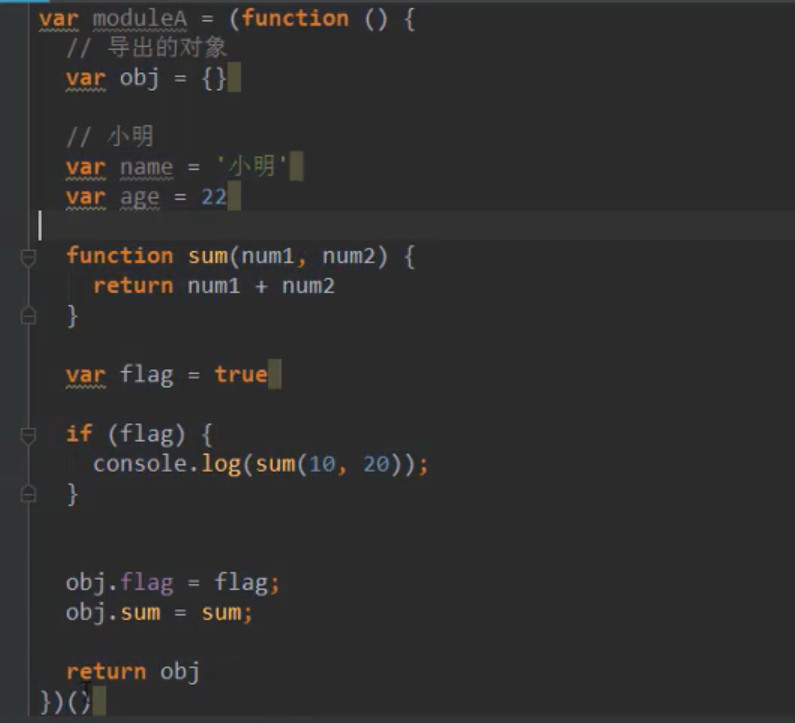 var moduleA = (function () {
  // 导出的对象
  var obj = {}
  // 小明
  var name = '小明'
  var age = 22
  function sum(num1, num2) {
    return num1 + num2
  }
  var flag = true
  if (flag) {
    console.log(sum(10, 20));
  }
  obj.flag = flag;
  obj.sum = sum;
  return obj
})()